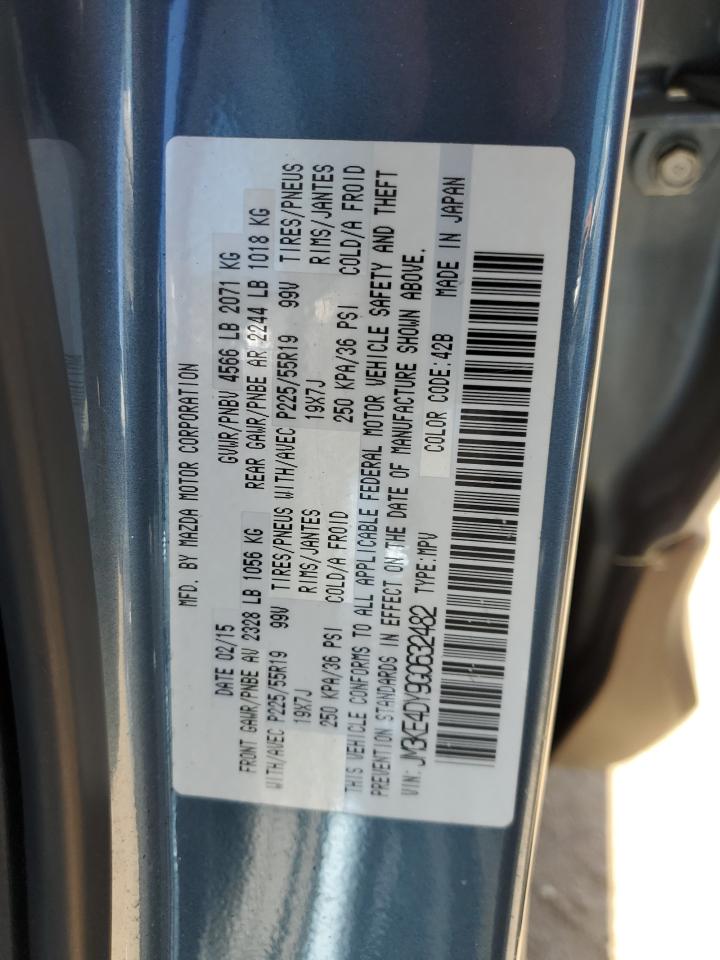 MFD. BY MAZDA MOTOR CORPORATION
DATE 02/15 GVWR/PNBV 4566 LB 2071 KG
FRONT GAWR/PNBE AV 2328 LB 1056 KG REAR GAWR/PNBE AR 2244 LB 1018 KG
WITH/AVEC P225/55R19 99V TIRES/PNEUS WITH/AVEC P225/55R19 99V TIRES/PNEUS
19X7J RIMS/JANTES 19X7J RIMS/JANTES
250 KPA/36 PSI COLD/A FROID 250 KPA/36 PSI COLD/A FROID
THIS VEHICLE CONFORMS TO ALL APPLICABLE FEDERAL MOTOR VEHICLE SAFETY AND THEFT
PREVENTION STANDARDS IN EFFECT ON THE DATE OF MANUFACTURE SHOWN ABOVE.
VIN: JM3KE4DY9G0632482 TYPE:MPV COLOR CODE:42B MADE IN JAPAN